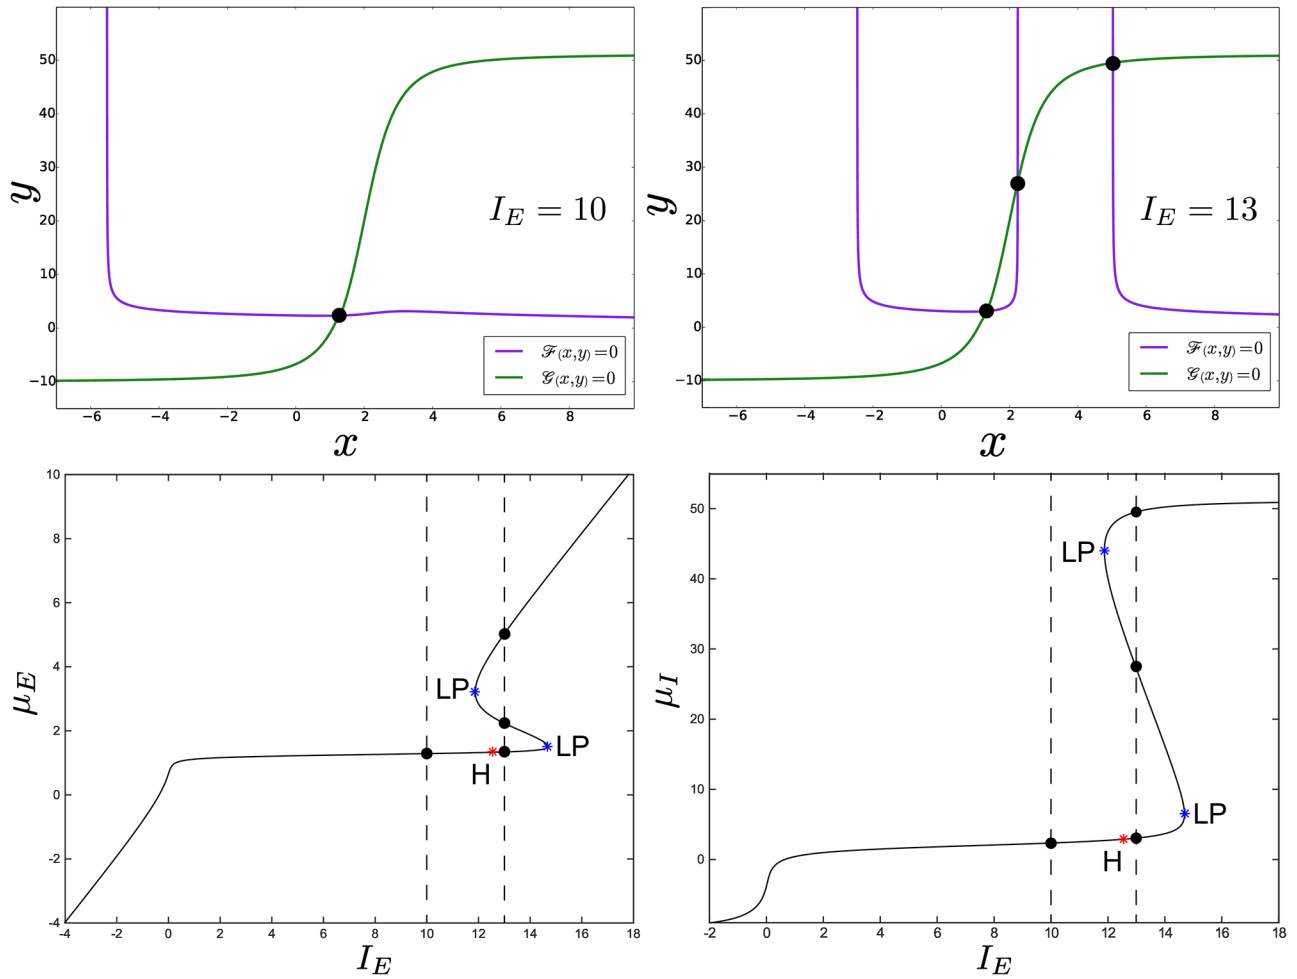 50
40
30
20
10
0
−10
y
I_E = 10
ℱ(x,y)=0
𝒢(x,y)=0
−6 −4 −2 0 2 4 6 8
x
50
40
30
20
10
0
−10
y
I_E = 13
ℱ(x,y)=0
𝒢(x,y)=0
−6 −4 −2 0 2 4 6 8
x
10
8
6
4
2
0
-2
-4
μ_E
LP
LP
H
-4 -2 0 2 4 6 8 10 12 14 16 18
I_E
50
40
30
20
10
0
μ_I
LP
LP
H
-2 0 2 4 6 8 10 12 14 16 18
I_E